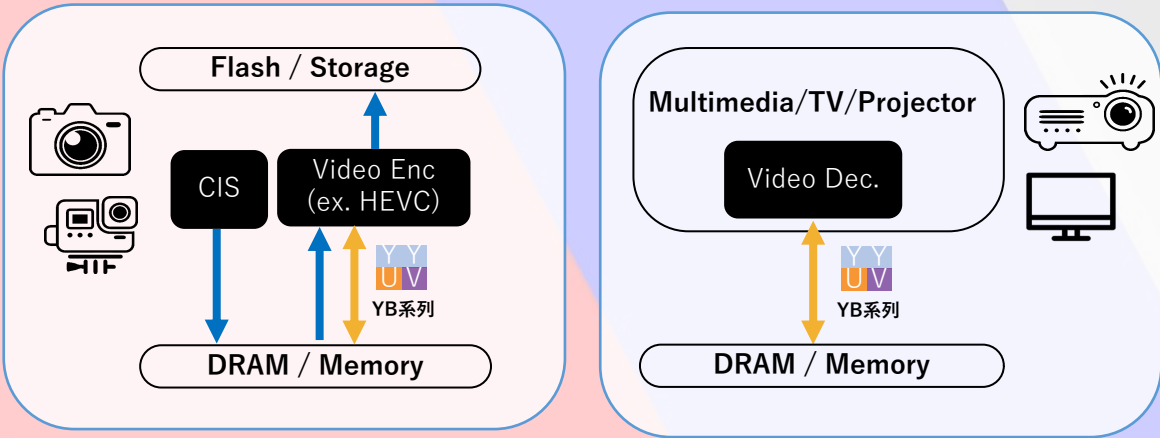 Flash / Storage
CIS
Video Enc
(ex. HEVC)
Y Y
U V
YB系列
DRAM / Memory
Multimedia/TV/Projector
Video Dec.
Y Y
U V
YB系列
DRAM / Memory